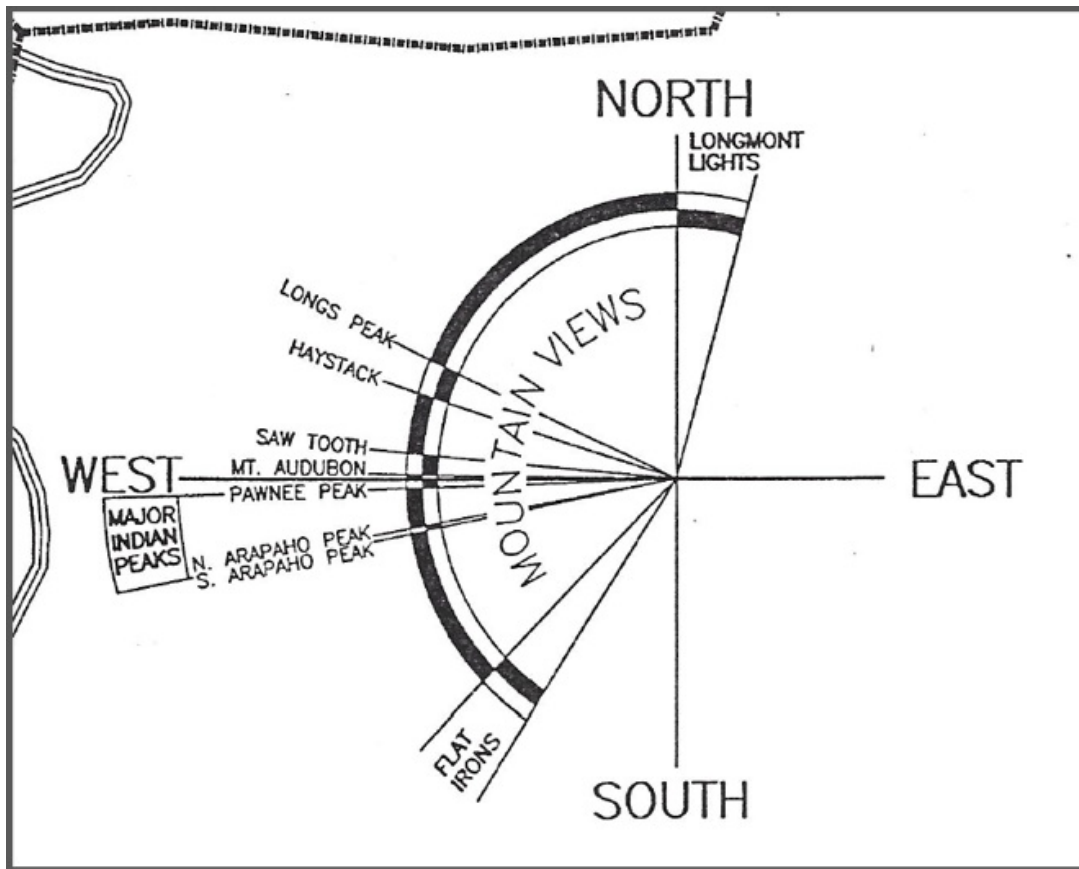 NORTH
LONGMONT
LIGHTS
LONGS PEAK
HAYSTACK
MOUNTAIN VIEWS
SAW TOOTH
MT. AUDUBON
WEST
EAST
PAWNEE PEAK
MAJOR
INDIAN
PEAKS
N. ARAPAHO PEAK
S. ARAPAHO PEAK
FLAT
IRONS
SOUTH